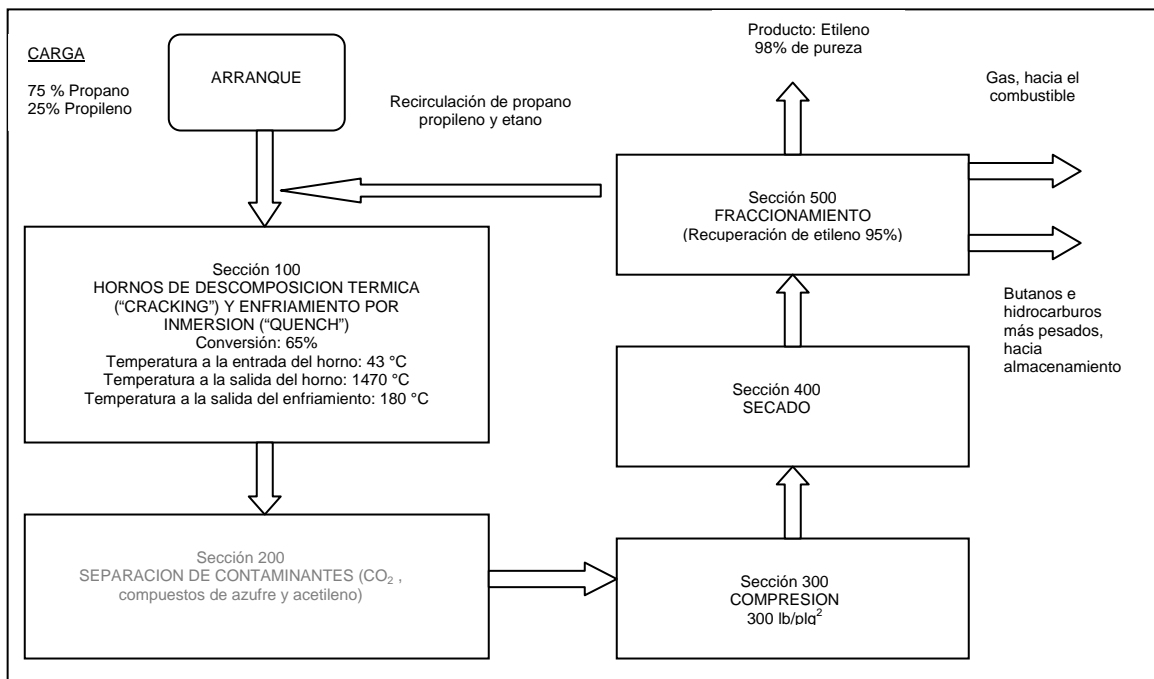 CARGA
75 % Propano
25% Propileno
ARRANQUE
Recirculación de propano
propileno y etano
Producto: Etileno
98% de pureza
Gas, hacia el
combustible
Sección 500
FRACCIONAMIENTO
(Recuperación de etileno 95%)
Butanos e
hidrocarburos
más pesados,
hacia
almacenamiento
Sección 100
HORNOS DE DESCOMPOSICION TERMICA
("CRACKING") Y ENFRIAMIENTO POR
INMERSION ("QUENCH")
Conversión: 65%
Temperatura a la entrada del horno: 43 °C
Temperatura a la salida del horno: 1470 °C
Temperatura a la salida del enfriamiento: 180 °C
Sección 400
SECADO
Sección 200
SEPARACION DE CONTAMINANTES (CO₂ ,
compuestos de azufre y acetileno)
Sección 300
COMPRESION
300 lb/plg²